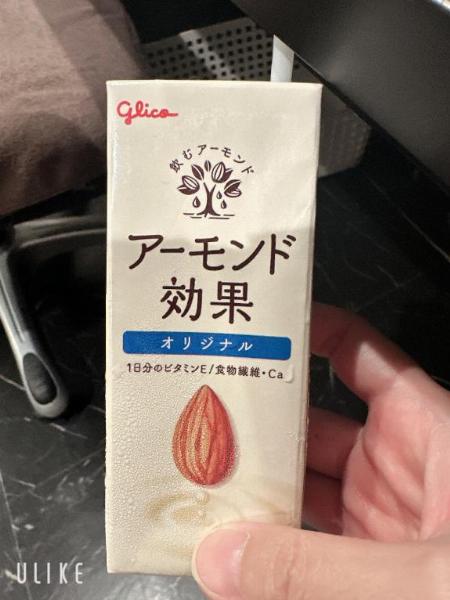 Glico
飲むアーモンド
アーモンド
効果
オリジナル
1日分のビタミンE/食物繊維・Ca
ULIKE